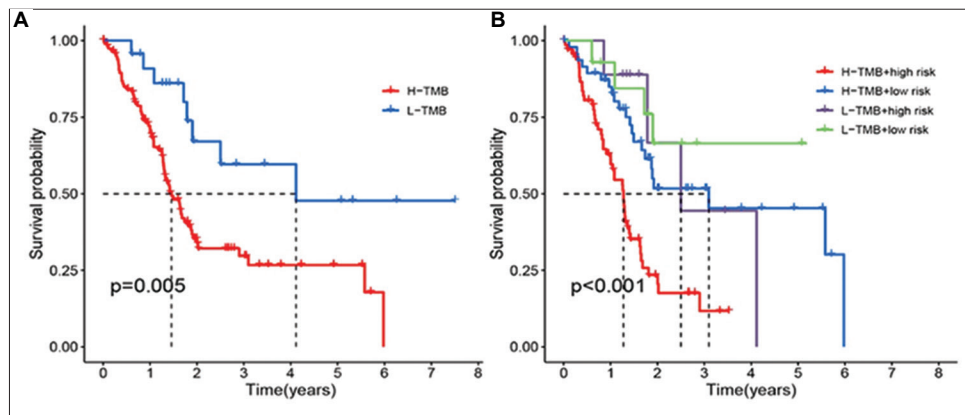 A
Survival probability
1.00
0.75
0.50
0.25
0.00
H-TMB
L-TMB
p=0.005
0 1 2 3 4 5 6 7 8
Time(years)
B
Survival probability
1.00
0.75
0.50
0.25
0.00
H-TMB+high risk
H-TMB+low risk
L-TMB+high risk
L-TMB+low risk
p<0.001
0 1 2 3 4 5 6 7 8
Time(years)